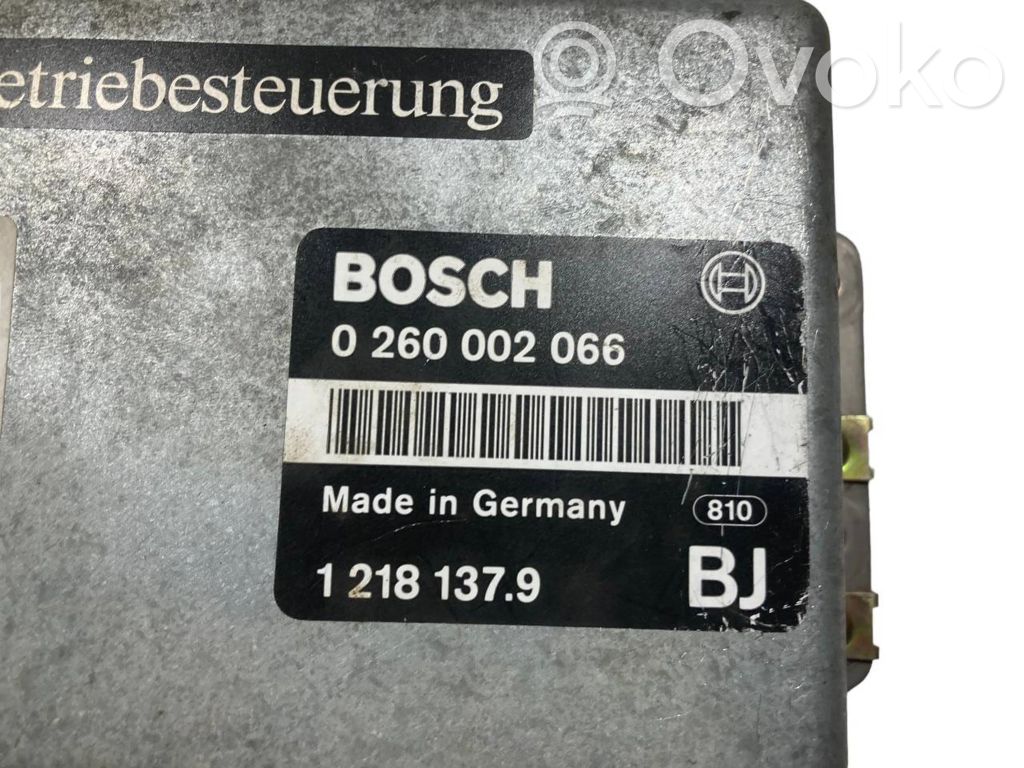 Ovoko
etriebesteuerung
BOSCH
0 260 002 066
Made in Germany
810
1 218 137.9
BJ